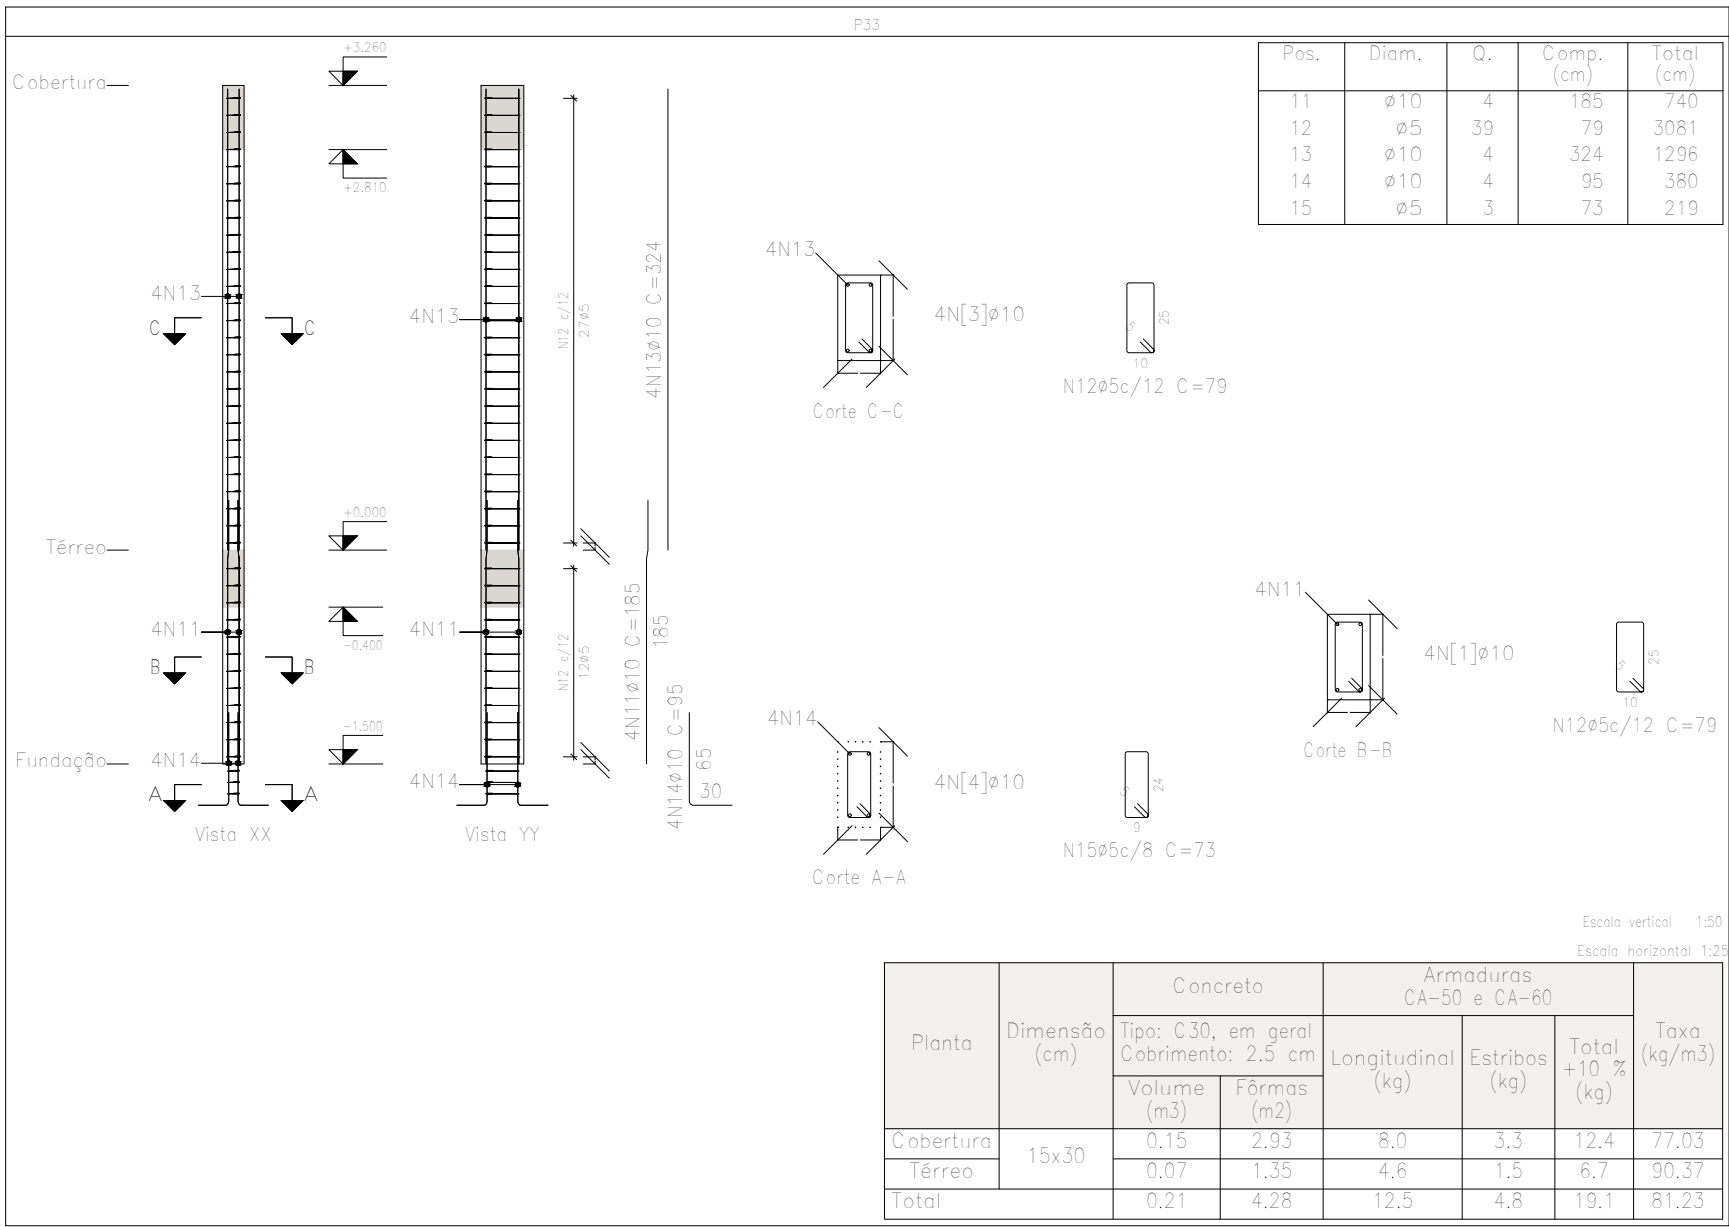 P33
Pos. Diam. Q. Comp. (cm) Total (cm)
11 ø10 4 185 740
12 ø5 39 79 3081
13 ø10 4 324 1296
14 ø10 4 95 380
15 ø5 3 73 219
Cobertura
+3.260
+2.810
4N13
C C
4N13
N12 c/12
27ø5
4N13ø10 C=324
Térreo
+0.000
-0.400
4N11
B B
4N11
N12 c/12
12ø5
4N11ø10 C=185
185
Fundação
-1.500
4N14
A A
4N14
4N14ø10 C=95
65
30
Vista XX
Vista YY
4N13
4N[3]ø10
Corte C-C
5
25
10
N12ø5c/12 C=79
4N11
4N[1]ø10
Corte B-B
5
25
10
N12ø5c/12 C=79
4N14
4N[4]ø10
Corte A-A
5
24
9
N15ø5c/8 C=73
Escala vertical 1:50
Escala horizontal 1:25
Planta
Dimensão
(cm)
Concreto
Tipo: C30, em geral
Cobrimento: 2.5 cm
Volume
(m3)
Fôrmas
(m2)
Armaduras
CA-50 e CA-60
Longitudinal
(kg)
Estribos
(kg)
Total
+10 %
(kg)
Taxa
(kg/m3)
Cobertura 15x30 0.15 2.93 8.0 3.3 12.4 77.03
Térreo 0.07 1.35 4.6 1.5 6.7 90.37
Total 0.21 4.28 12.5 4.8 19.1 81.23